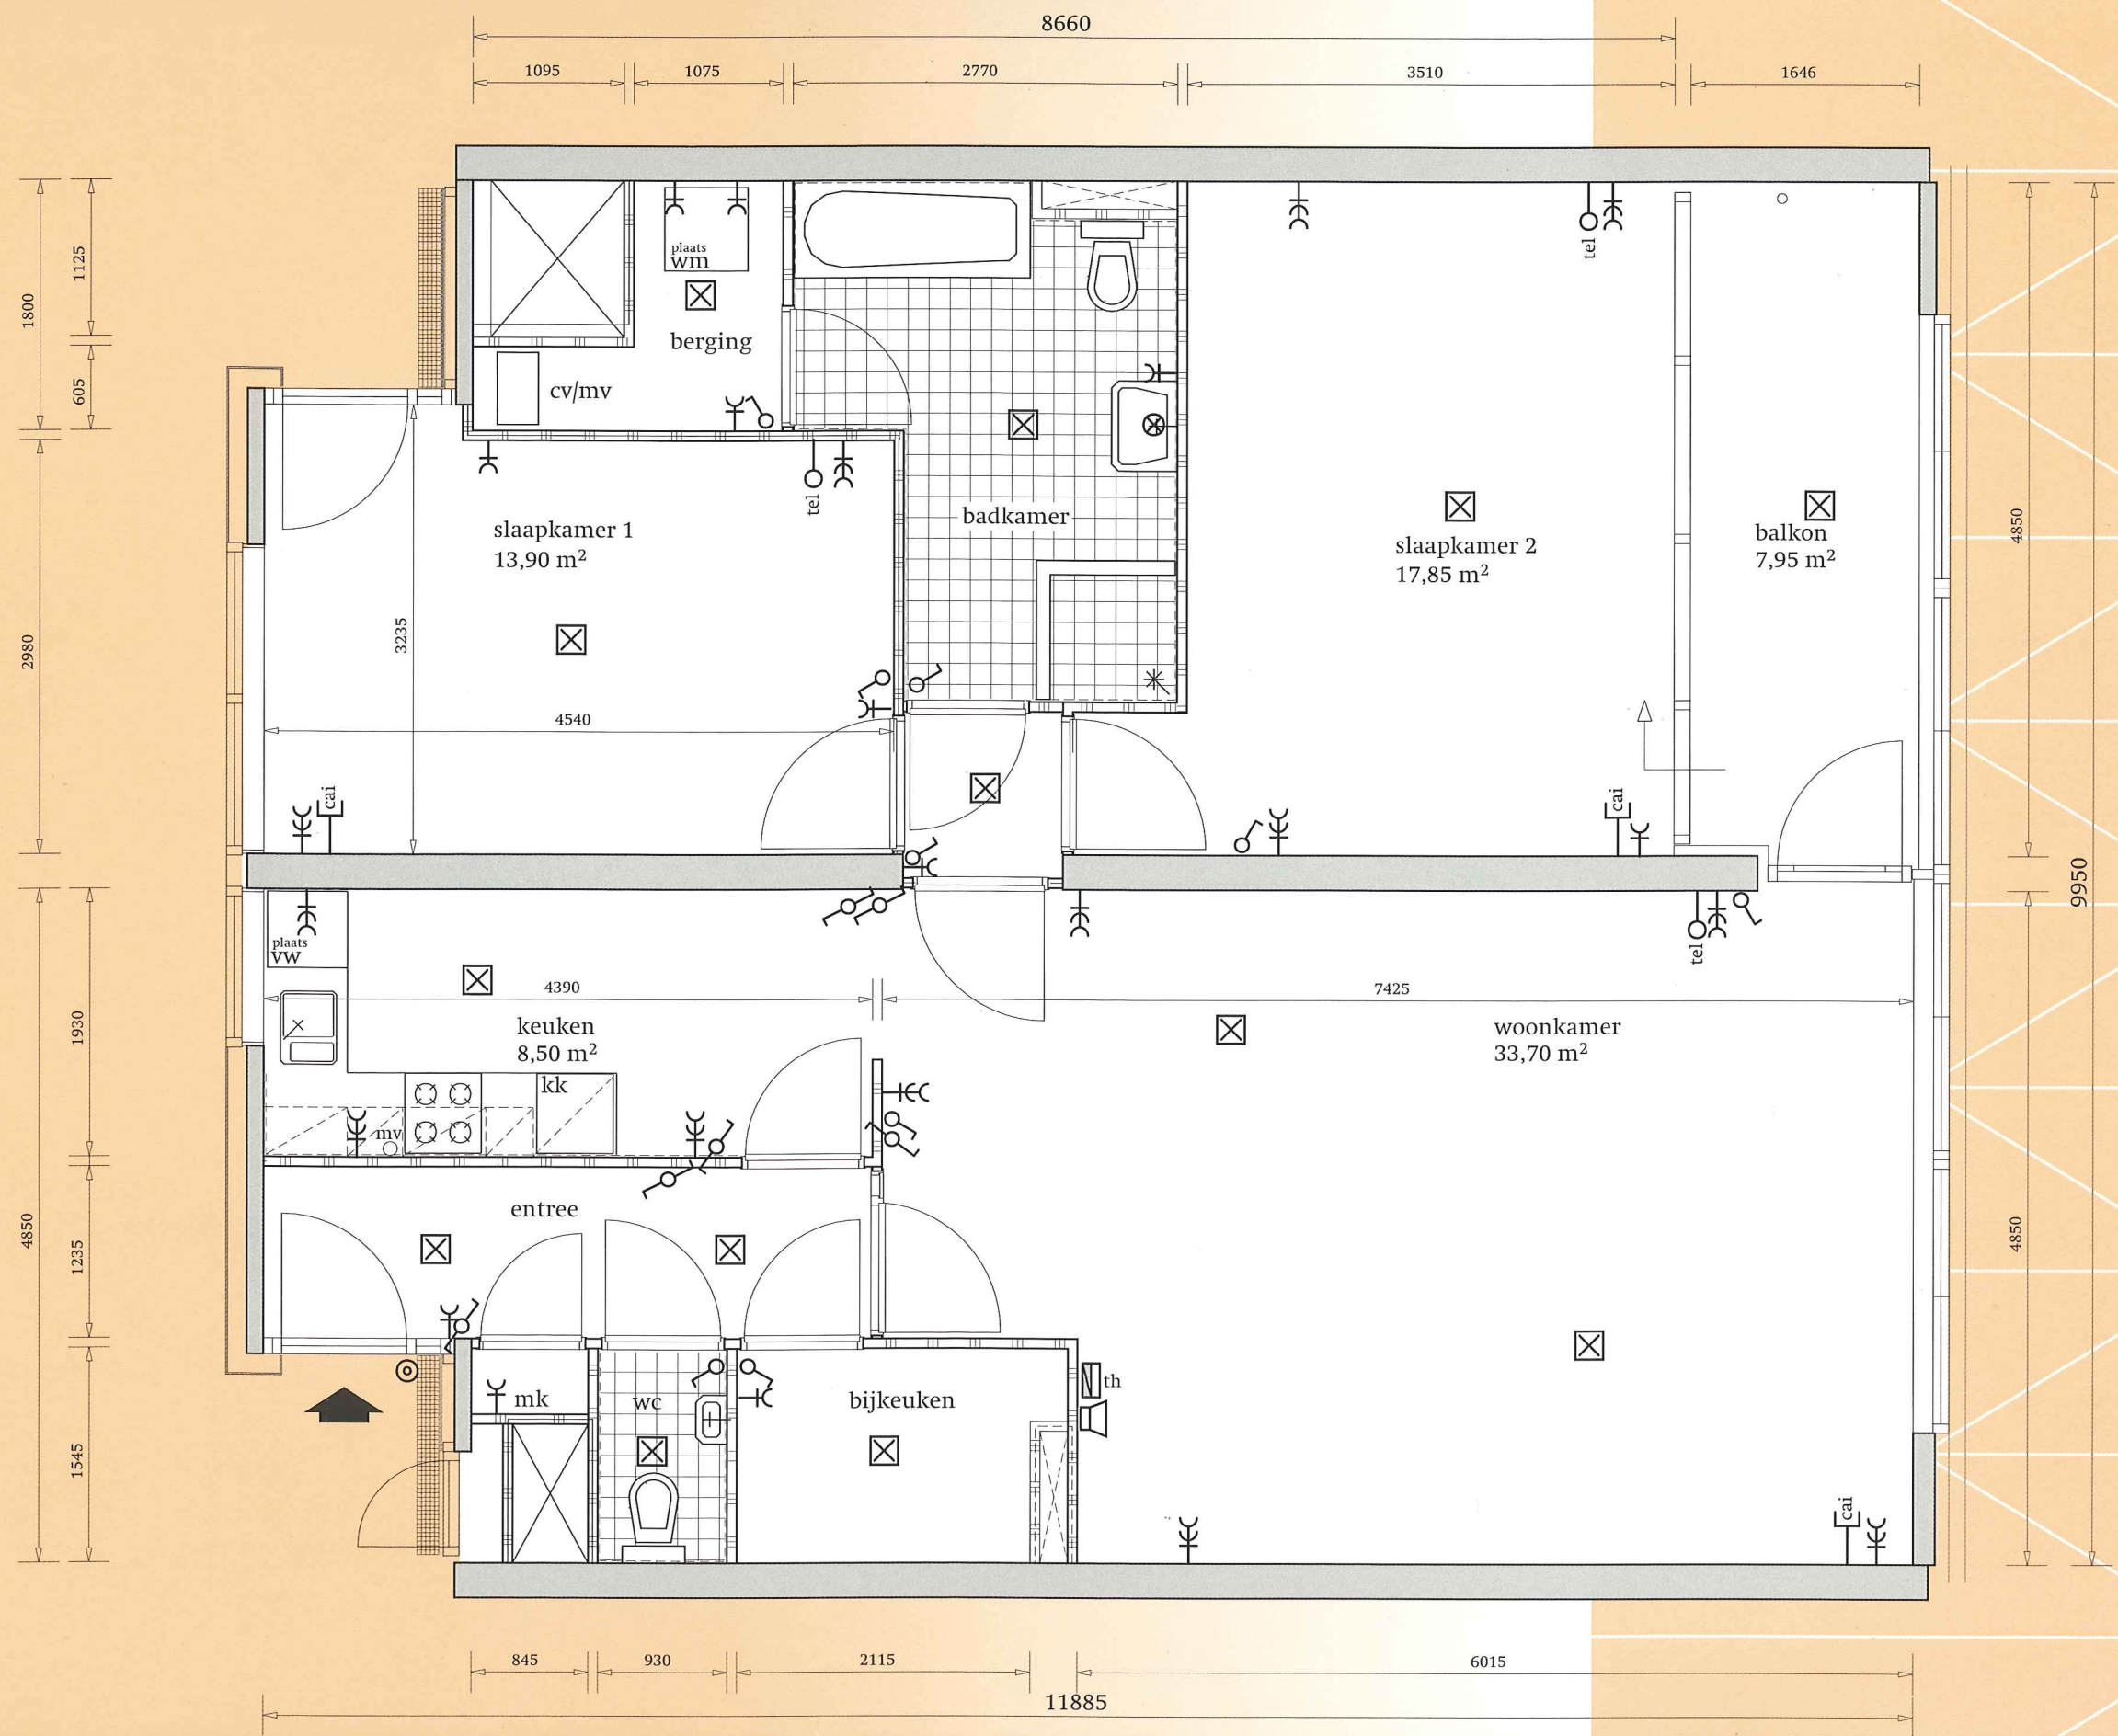 8660
1095
1075
2770
3510
1646
plaats
wm
berging
cv/mv
tel
tel
1800
1125
605
2980
3235
4540
slaapkamer 1
13,90 m²
badkamer
slaapkamer 2
17,85 m²
balkon
7,95 m²
4850
9950
cai
cai
plaats
vw
4390
7425
tel
keuken
8,50 m²
woonkamer
33,70 m²
kk
mv
1930
4850
1235
1545
4850
entree
mk
wc
bijkeuken
th
cai
845
930
2115
6015
11885